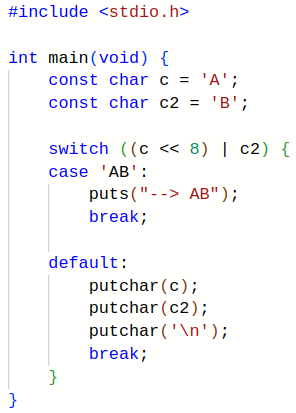 #include <stdio.h>

int main(void) {
    const char c = 'A';
    const char c2 = 'B';

    switch ((c << 8) | c2) {
    case 'AB':
        puts("--> AB");
        break;

    default:
        putchar(c);
        putchar(c2);
        putchar('\n');
        break;
    }
}